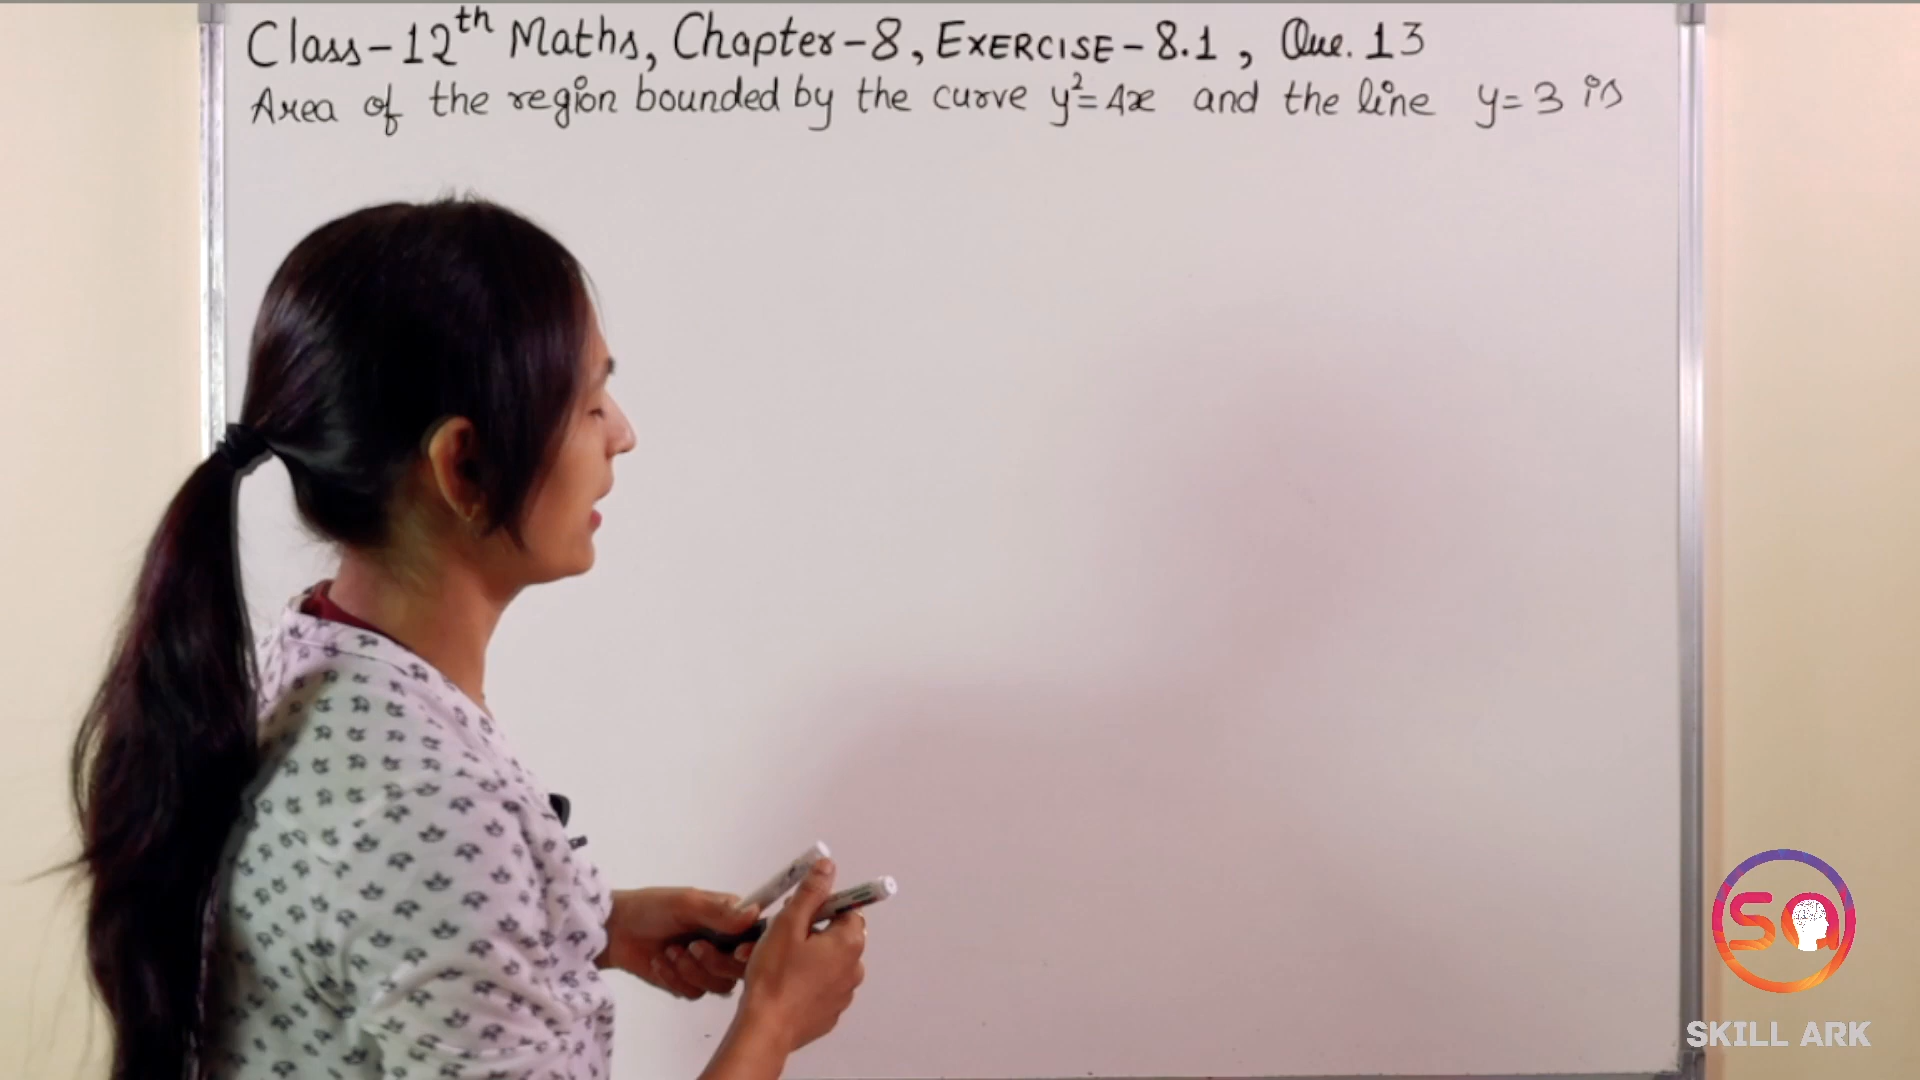 Class-12th Maths, Chapter-8, EXERCISE-8.1, Que. 13
Area of the region bounded by the curve y²=4x and the line y=3 is
SA
SKILL ARK